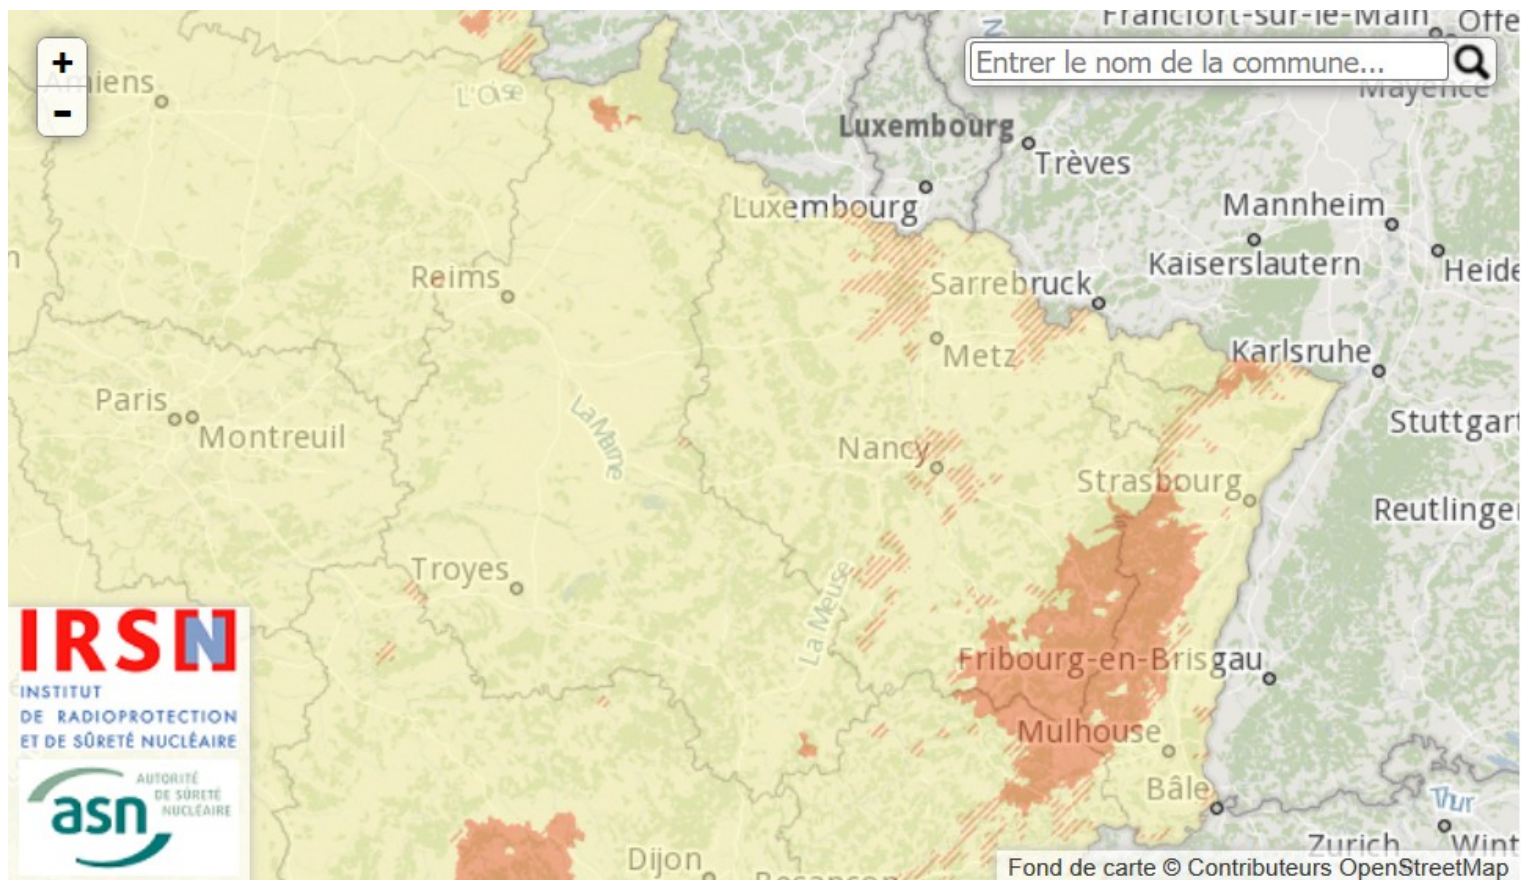 Francfort-sur-le-Main
Offe
+
-
Entrer le nom de la commune...
Amiens
L'Oise
Mayence
Luxembourg
Trèves
Luxembourg
Mannheim
Kaiserslautern
Heide
Reims
Sarrebruck
Metz
Karlsruhe
Paris
Montreuil
La Marne
Stuttgart
Nancy
Strasbourg
Reutlinge
Troyes
La Meuse
Fribourg-en-Brisgau
Mulhouse
Bâle
Thur
Zurich
Wint
Dijon
Besançon
IRSN
INSTITUT
DE RADIOPROTECTION
ET DE SÛRETÉ NUCLÉAIRE
AUTORITÉ
DE SÛRETÉ
NUCLÉAIRE
asn
Fond de carte © Contributeurs OpenStreetMap